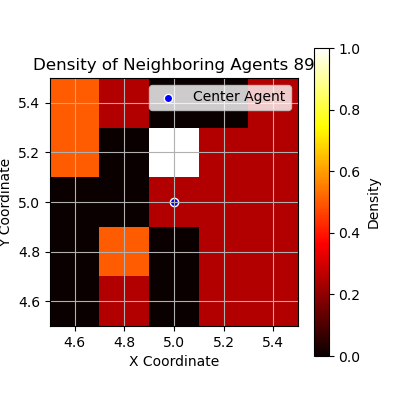 Density of Neighboring Agents 89
Center Agent
Y Coordinate
5.4
5.2
5.0
4.8
4.6
4.6 4.8 5.0 5.2 5.4
X Coordinate
1.0
0.8
0.6
0.4
0.2
0.0
Density